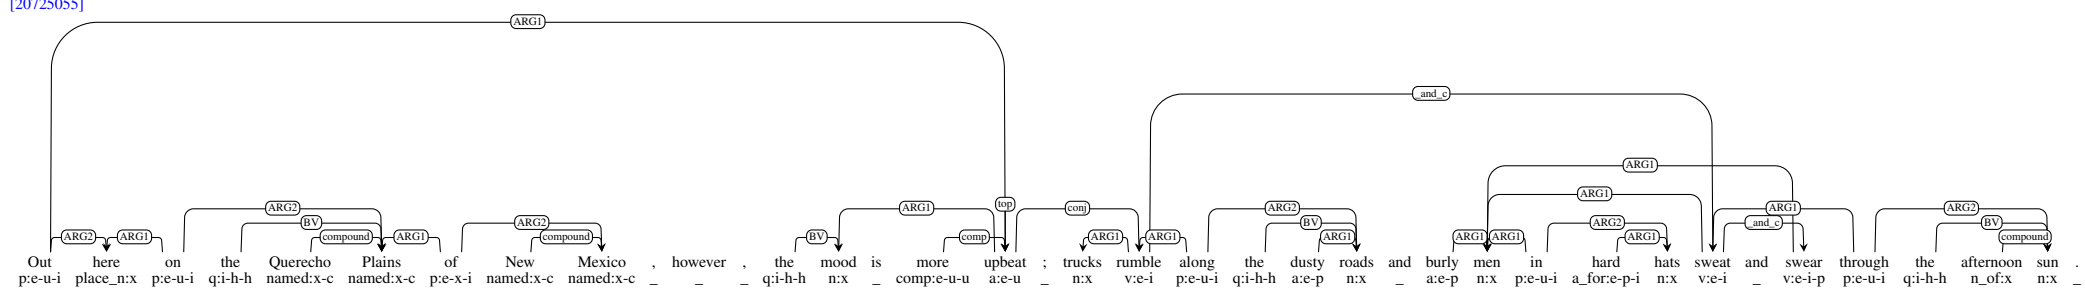 [20725055]
ARG1
_and_c
ARG1
ARG1
top
ARG2 ARG1 conj ARG2 ARG1 ARG2
BV ARG2 BV ARG2 _and_c BV
ARG2 ARG1 compound ARG1 compound BV comp ARG1 ARG1 ARG1 ARG1 ARG1 ARG1 compound
Out here on the Querecho Plains of New Mexico , however , the mood is more upbeat ; trucks rumble along the dusty roads and burly men in hard hats sweat and swear through the afternoon sun .
p:e-u-i place_n:x p:e-u-i q:i-h-h named:x-c named:x-c p:e-x-i named:x-c named:x-c _ _ _ q:i-h-h n:x _ comp:e-u-u a:e-u _ n:x v:e-i p:e-u-i q:i-h-h a:e-p n:x _ a:e-p n:x p:e-u-i a_for:e-p-i n:x v:e-i _ v:e-i-p p:e-u-i q:i-h-h n_of:x n:x _